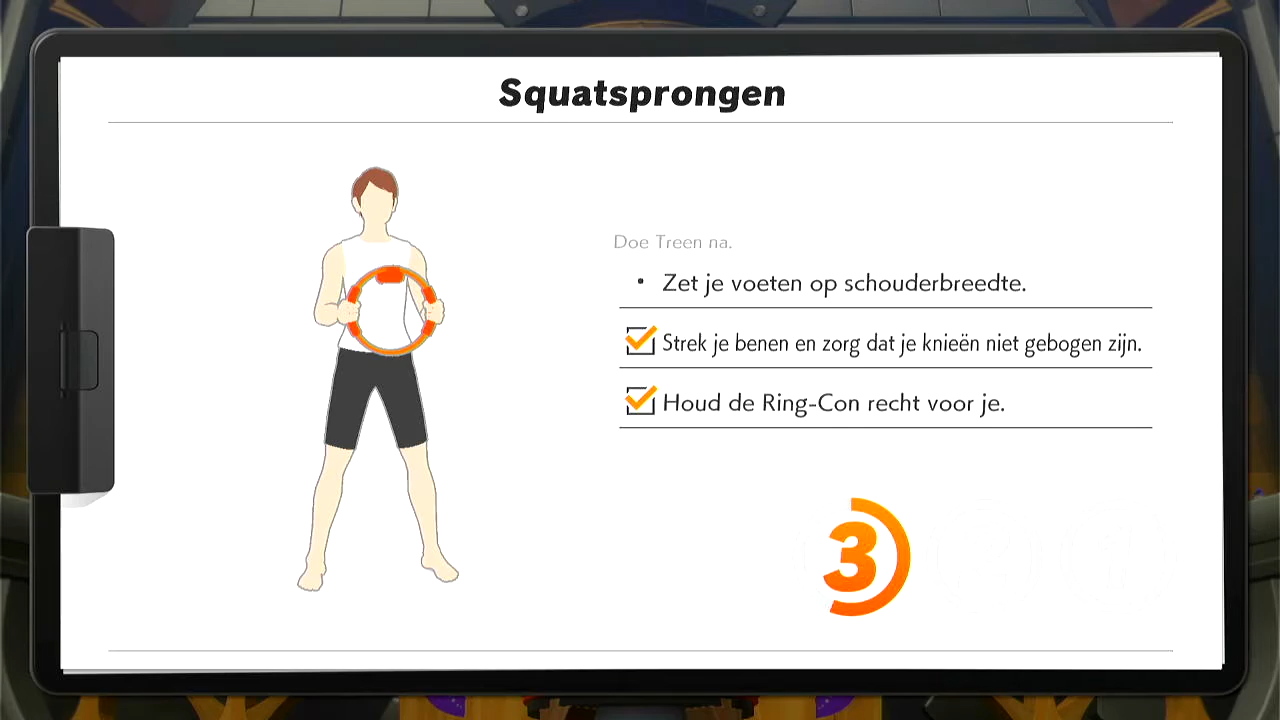 Squatsprongen
Doe Treen na.
• Zet je voeten op schouderbreedte.
Strek je benen en zorg dat je knieën niet gebogen zijn.
Houd de Ring-Con recht voor je.
3